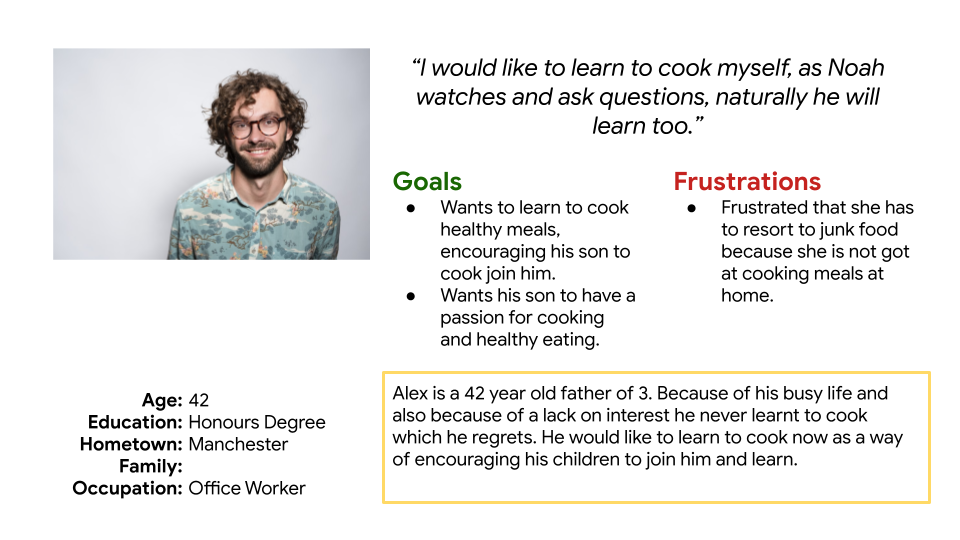 “I would like to learn to cook myself, as Noah
watches and ask questions, naturally he will
learn too.”
Goals
● Wants to learn to cook
healthy meals,
encouraging his son to
cook join him.
● Wants his son to have a
passion for cooking
and healthy eating.
Frustrations
● Frustrated that she has
to resort to junk food
because she is not got
at cooking meals at
home.
Age: 42
Education: Honours Degree
Hometown: Manchester
Family:
Occupation: Office Worker
Alex is a 42 year old father of 3. Because of his busy life and
also because of a lack on interest he never learnt to cook
which he regrets. He would like to learn to cook now as a way
of encouraging his children to join him and learn.